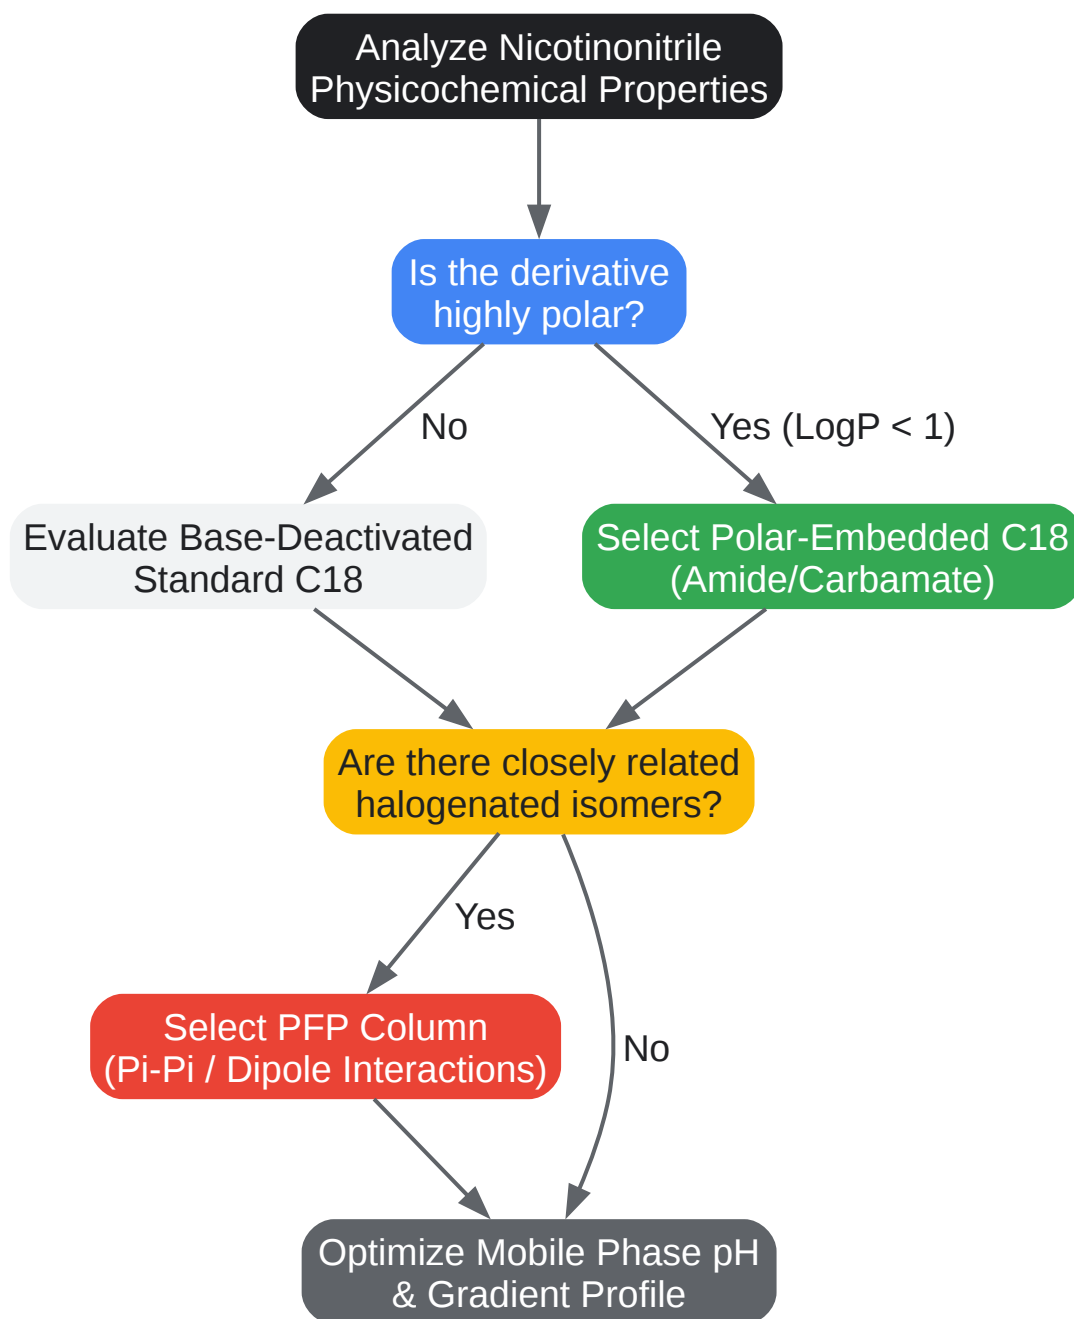 Analyze Nicotinonitrile
Physicochemical Properties
Is the derivative
highly polar?
No
Yes (LogP < 1)
Evaluate Base-Deactivated
Standard C18
Select Polar-Embedded C18
(Amide/Carbamate)
Are there closely related
halogenated isomers?
Yes
Select PFP Column
(Pi-Pi / Dipole Interactions)
No
Optimize Mobile Phase pH
& Gradient Profile